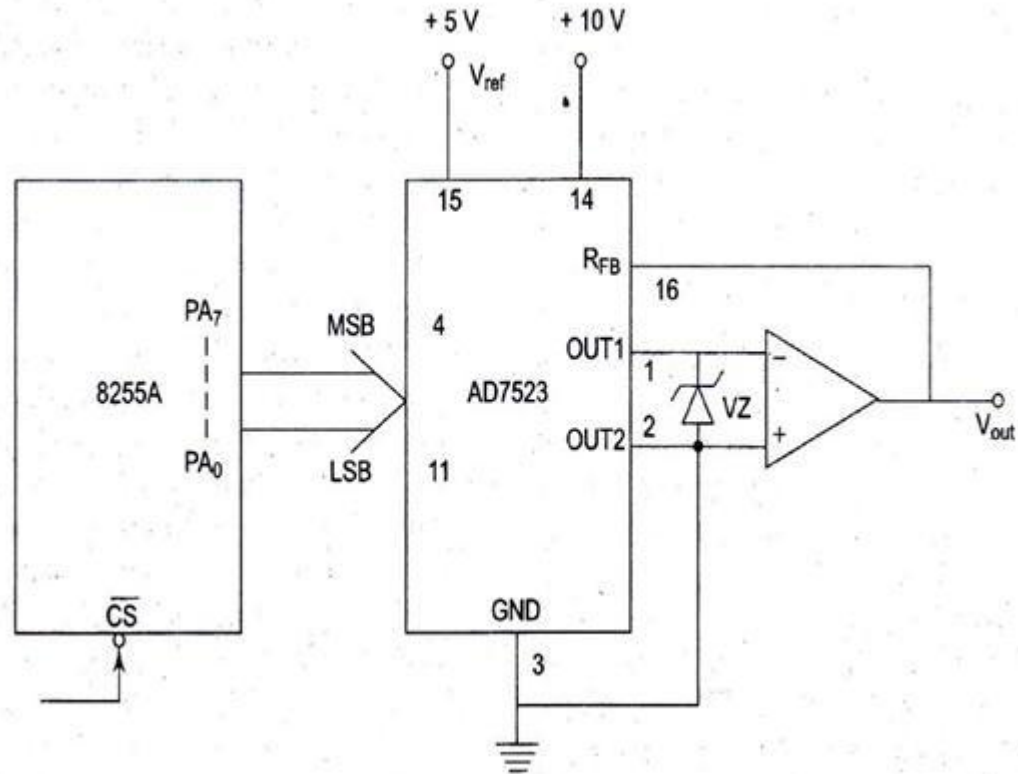 + 5 V
+ 10 V
Vref
15
14
RFB
16
PA7
MSB
4
OUT1
1
8255A
AD7523
VZ
OUT2
2
Vout
PA0
LSB
11
CS
GND
3
−
+